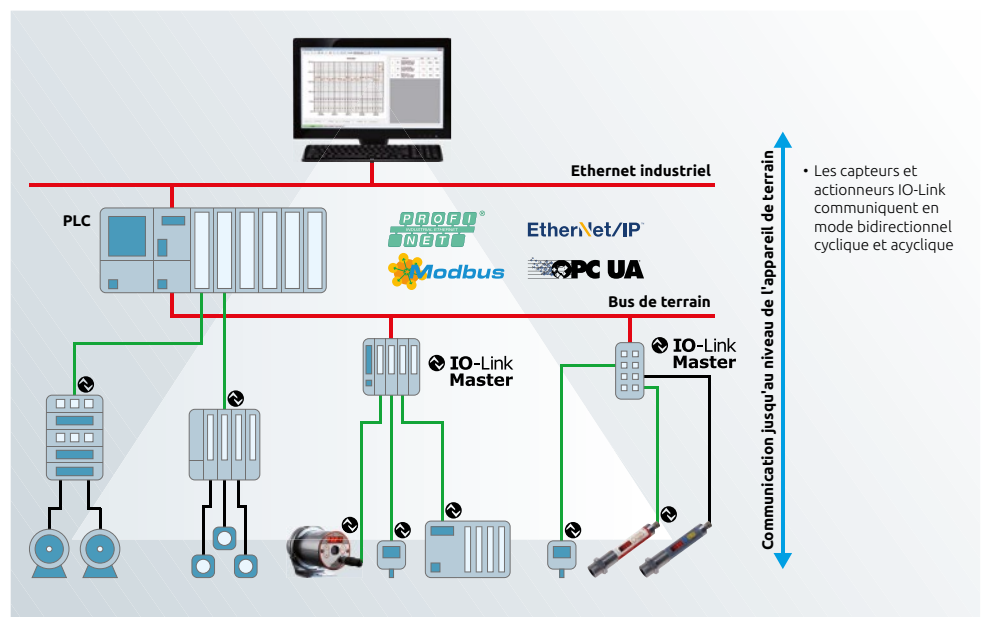 Ethernet industriel
PLC
PROFI
INDUSTRIAL ETHERNET
NET
®
EtherNet/IP
Modbus
OPC UA
Bus de terrain
IO-Link
Master
IO-Link
Master
Communication jusqu'au niveau de l'appareil de terrain
• Les capteurs et
actionneurs IO-Link
communiquent en
mode bidirectionnel
cyclique et acyclique